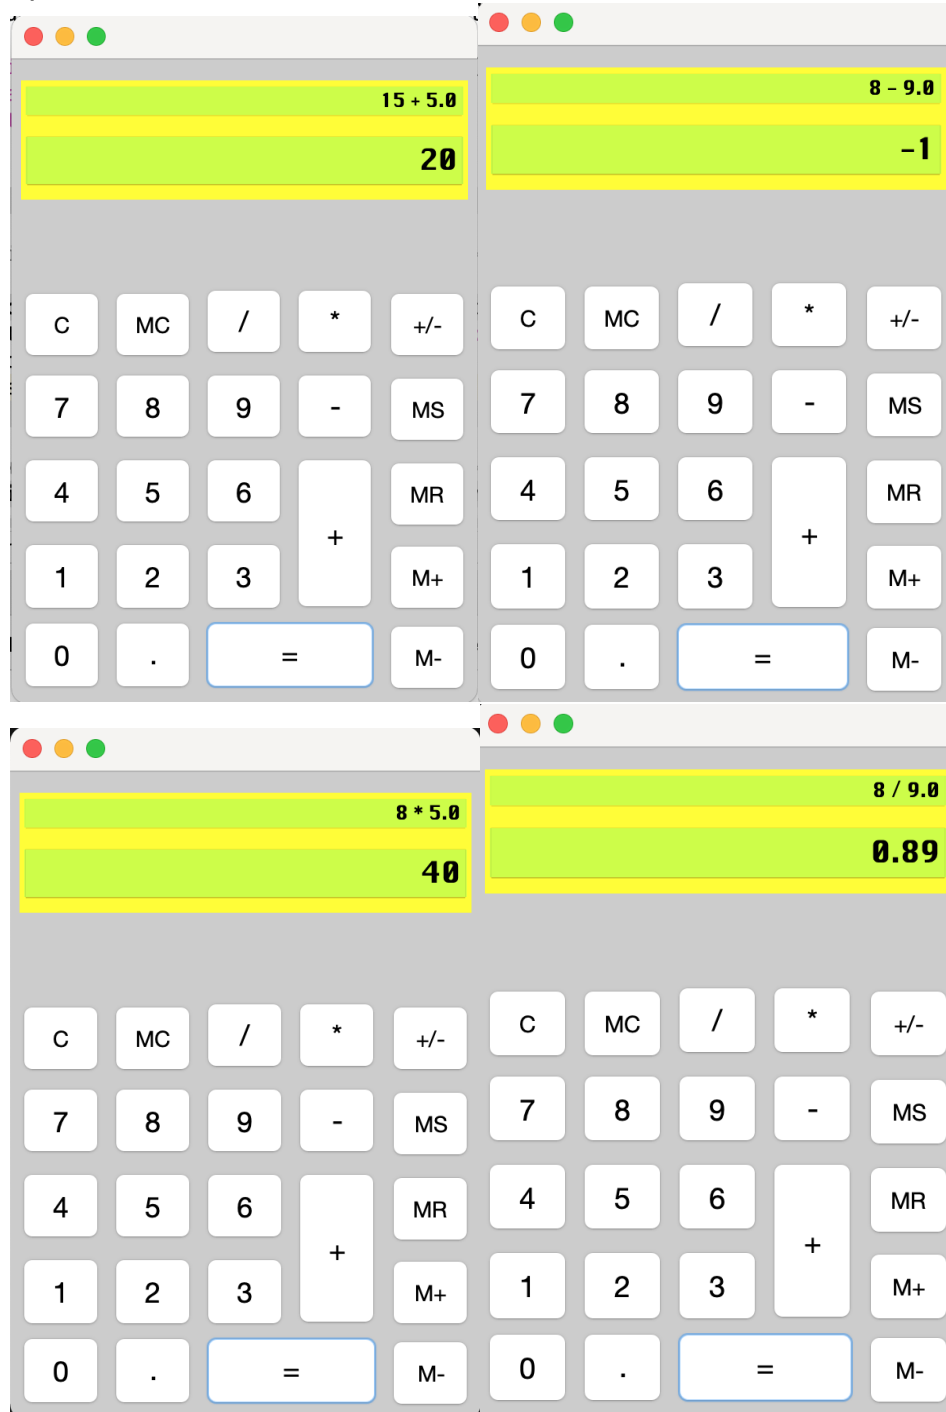 15 + 5.0
20
C MC / * +/-
7 8 9 - MS
4 5 6 MR
+
1 2 3 M+
0 . = M-
8 - 9.0
-1
C MC / * +/-
7 8 9 - MS
4 5 6 MR
+
1 2 3 M+
0 . = M-
8 * 5.0
40
C MC / * +/-
7 8 9 - MS
4 5 6 MR
+
1 2 3 M+
0 . = M-
8 / 9.0
0.89
C MC / * +/-
7 8 9 - MS
4 5 6 MR
+
1 2 3 M+
0 . = M-